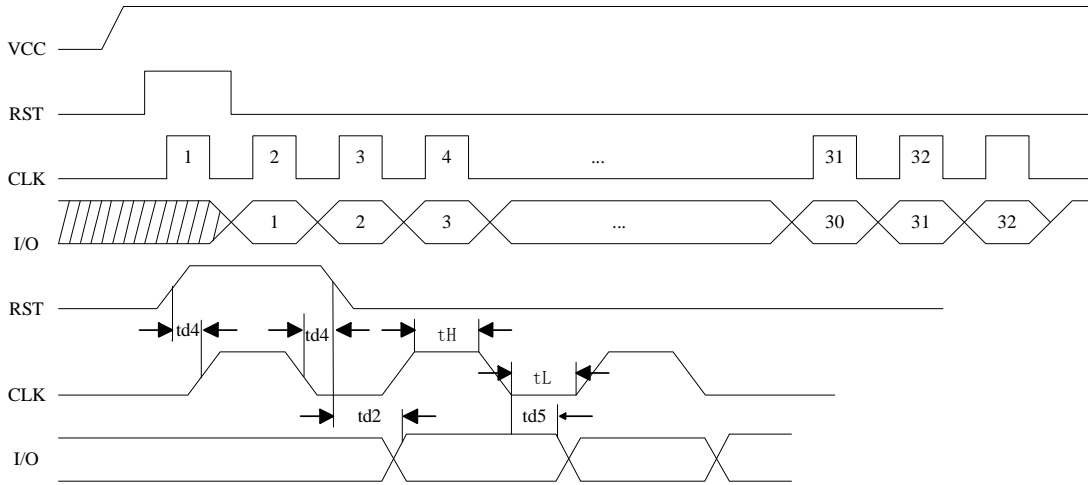 VCC
RST
CLK 1 2 3 4 ... 31 32
I/O 1 2 3 ... 30 31 32
RST
td4 td4 tH
CLK tL
td2 td5
I/O